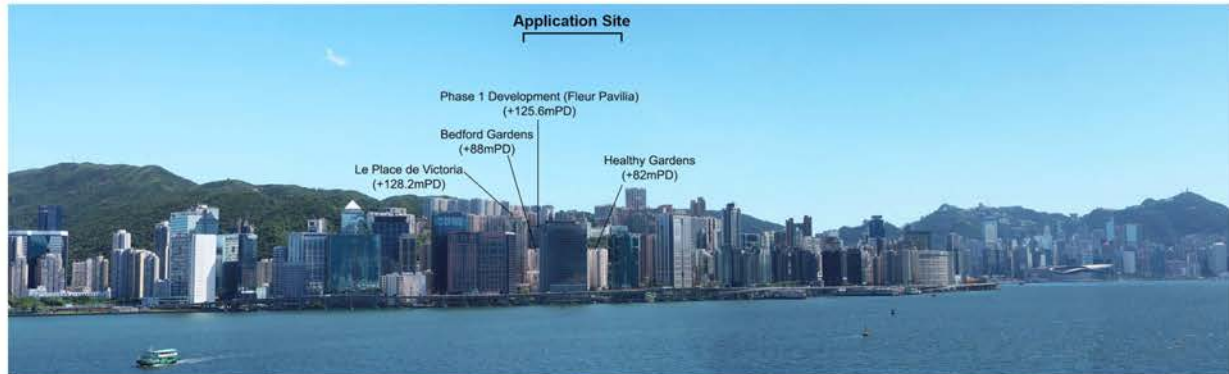 Application Site
Phase 1 Development (Fleur Pavilia)
(+125.6mPD)
Bedford Gardens
(+88mPD)
Healthy Gardens
(+82mPD)
Le Place de Victoria
(+128.2mPD)